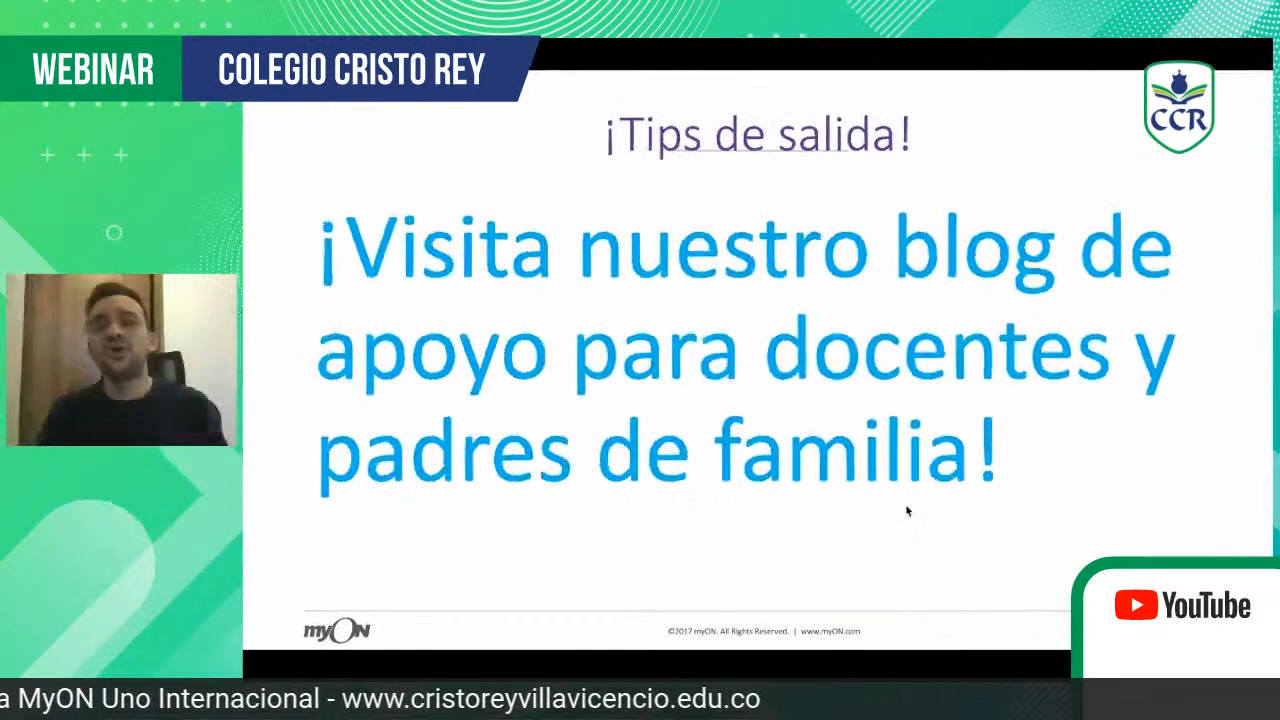 WEBINAR
COLEGIO CRISTO REY
CCR
¡Tips de salida!
¡Visita nuestro blog de
apoyo para docentes y
padres de familia!
myON
©2017 myON. All Rights Reserved. | www.myON.com
YouTube
a MyON Uno Internacional - www.cristoreyvillavicencio.edu.co